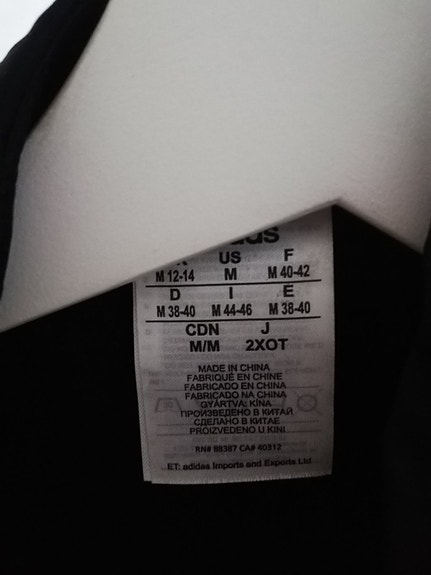 US F
M 12-14 M M 40-42
D I E
M 38-40 M 44-46 M 38-40
CDN J
M/M 2XOT
MADE IN CHINA
FABRIQUÉ EN CHINE
FABRICADO EN CHINA
FABRICADO NA CHINA
GYÁRTVA: KÍNA
ПРОИЗВЕДЕНО В КИТАЙ
СДЕЛАНО В КИТАЕ
PROIZVEDENO U KINI
RN# 88387 CA# 40312
ET: adidas Imports and Exports Ltd